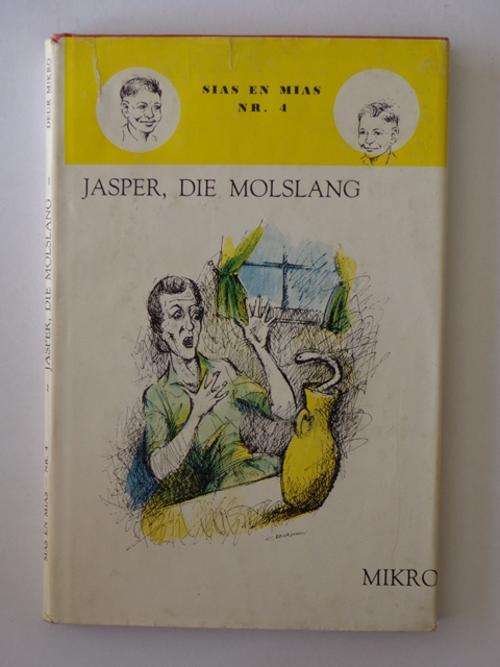 SIAS EN MIAS
NR. 4
JASPER, DIE MOLSLANG
MIKRO
SIAS EN MIAS – NR. 4 – JASPER, DIE MOLSLANG – DEUR MIKRO